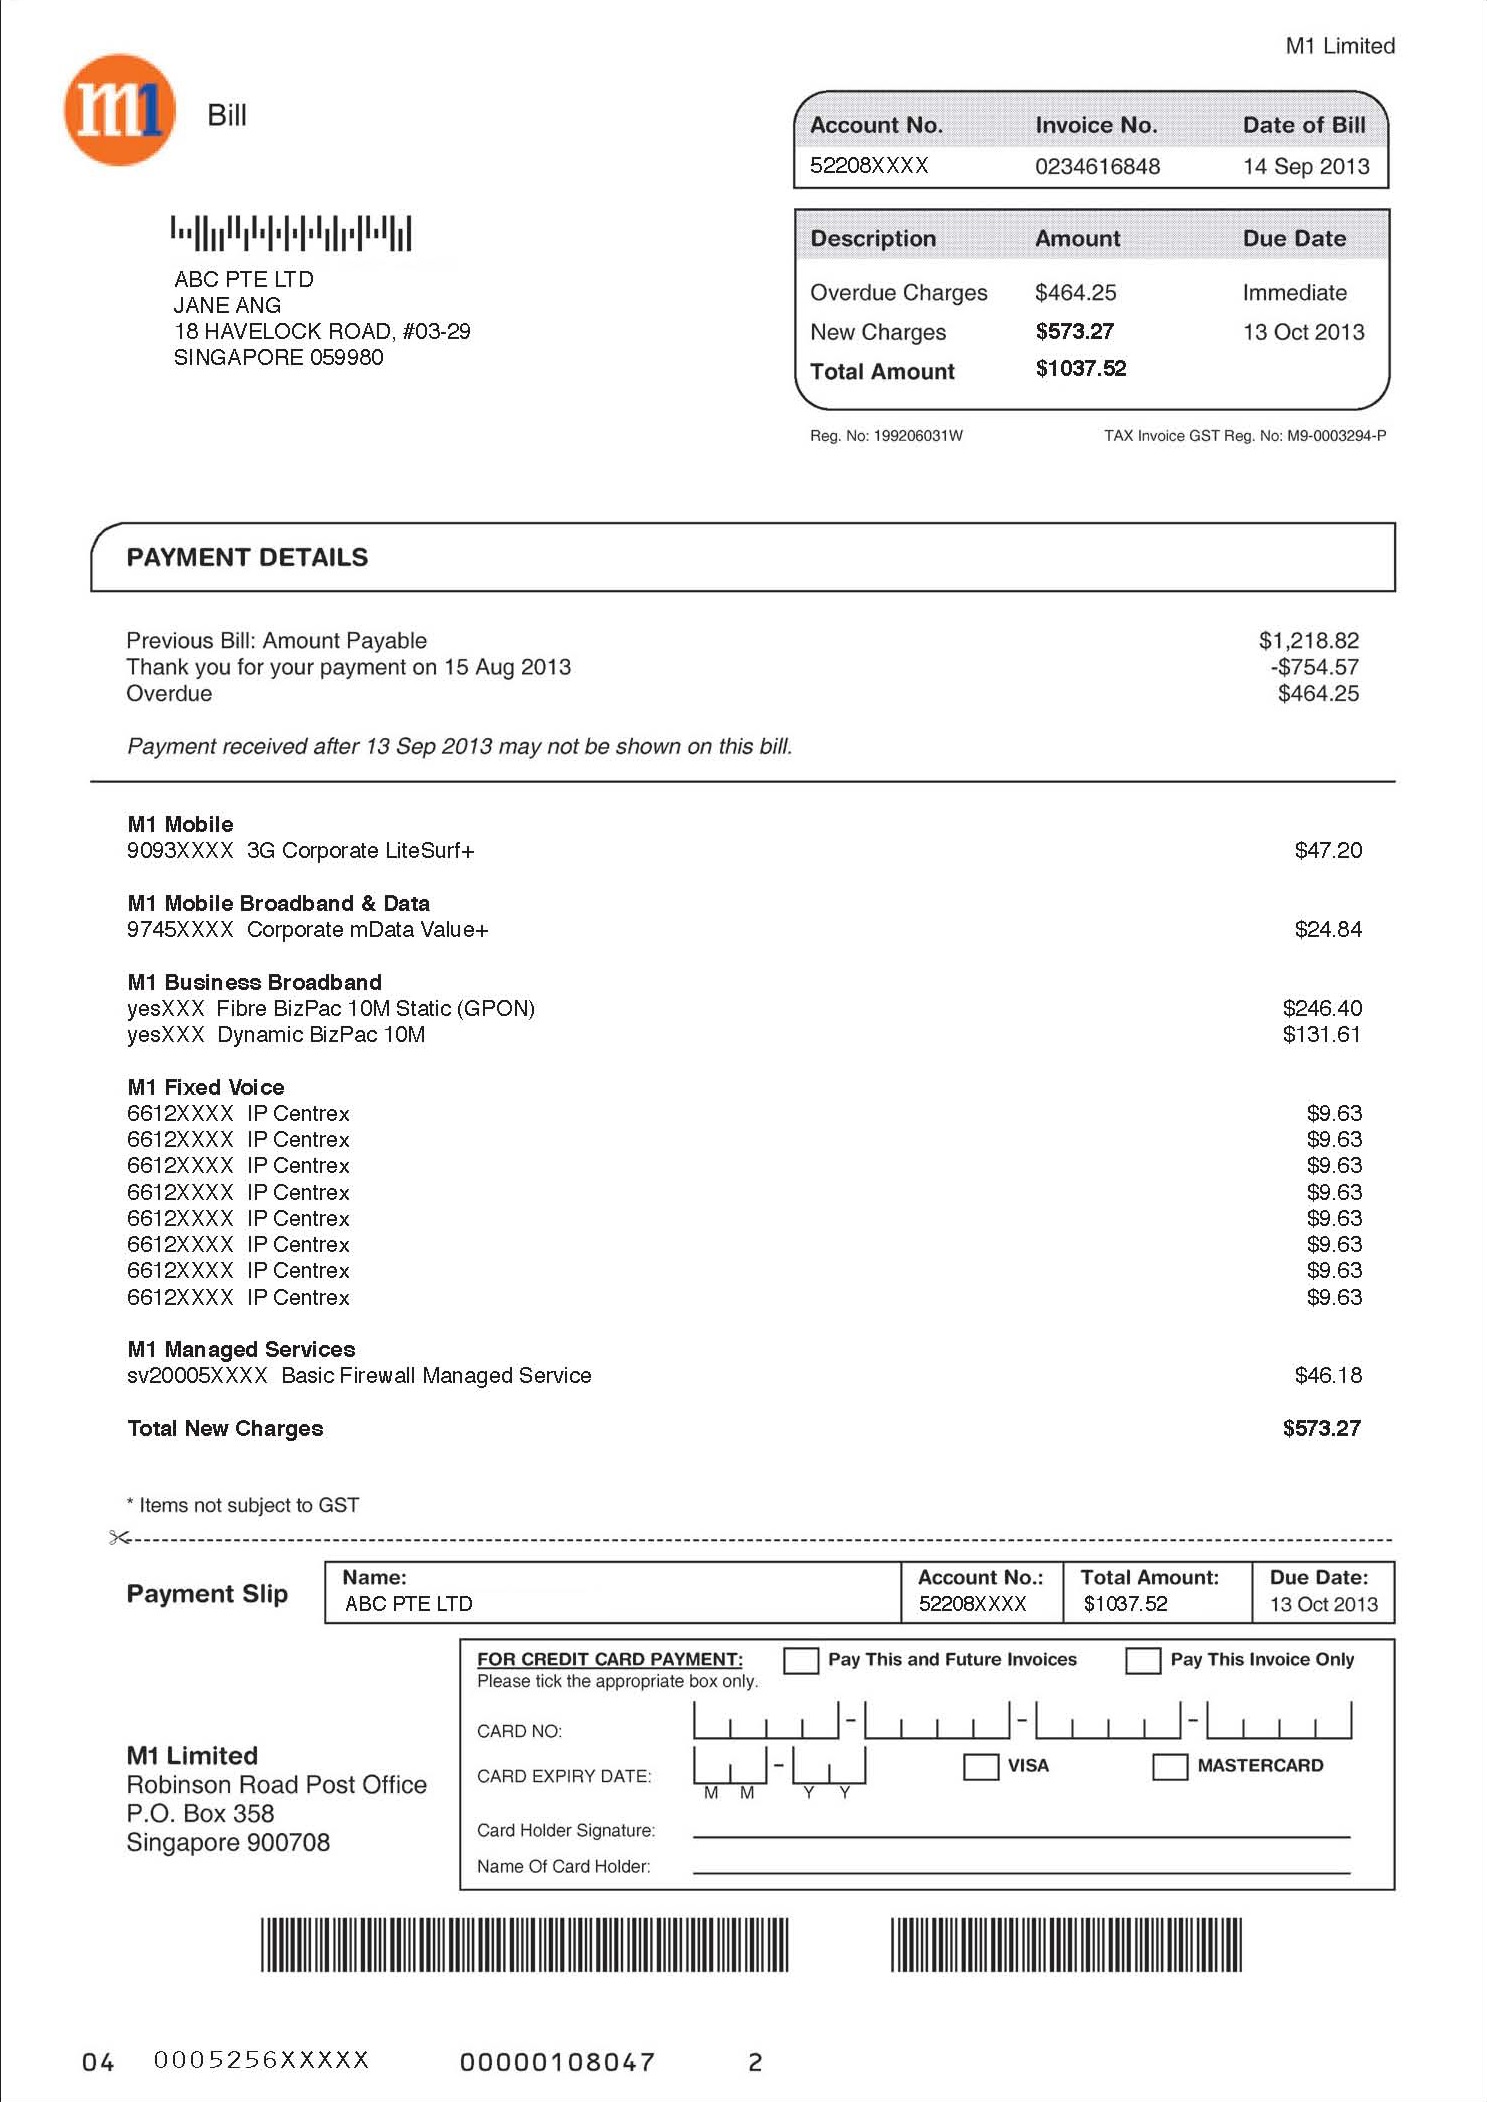 M1 Limited
m1
Bill
Account No. Invoice No. Date of Bill
52208XXXX 0234616848 14 Sep 2013
Description Amount Due Date
Overdue Charges $464.25 Immediate
New Charges $573.27 13 Oct 2013
Total Amount $1037.52
ABC PTE LTD
JANE ANG
18 HAVELOCK ROAD, #03-29
SINGAPORE 059980
Reg. No: 199206031W TAX Invoice GST Reg. No: M9-0003294-P
PAYMENT DETAILS
Previous Bill: Amount Payable $1,218.82
Thank you for your payment on 15 Aug 2013 -$754.57
Overdue $464.25
Payment received after 13 Sep 2013 may not be shown on this bill.
M1 Mobile
9093XXXX 3G Corporate LiteSurf+ $47.20
M1 Mobile Broadband & Data
9745XXXX Corporate mData Value+ $24.84
M1 Business Broadband
yesXXX Fibre BizPac 10M Static (GPON) $246.40
yesXXX Dynamic BizPac 10M $131.61
M1 Fixed Voice
6612XXXX IP Centrex $9.63
6612XXXX IP Centrex $9.63
6612XXXX IP Centrex $9.63
6612XXXX IP Centrex $9.63
6612XXXX IP Centrex $9.63
6612XXXX IP Centrex $9.63
6612XXXX IP Centrex $9.63
6612XXXX IP Centrex $9.63
M1 Managed Services
sv20005XXXX Basic Firewall Managed Service $46.18
Total New Charges $573.27
* Items not subject to GST
Payment Slip
Name: Account No.: Total Amount: Due Date:
ABC PTE LTD 52208XXXX $1037.52 13 Oct 2013
FOR CREDIT CARD PAYMENT: Pay This and Future Invoices Pay This Invoice Only
Please tick the appropriate box only.
CARD NO: - - -
CARD EXPIRY DATE: - VISA MASTERCARD
M M Y Y
Card Holder Signature:
Name Of Card Holder:
M1 Limited
Robinson Road Post Office
P.O. Box 358
Singapore 900708
04 0005256XXXXX 00000108047 2